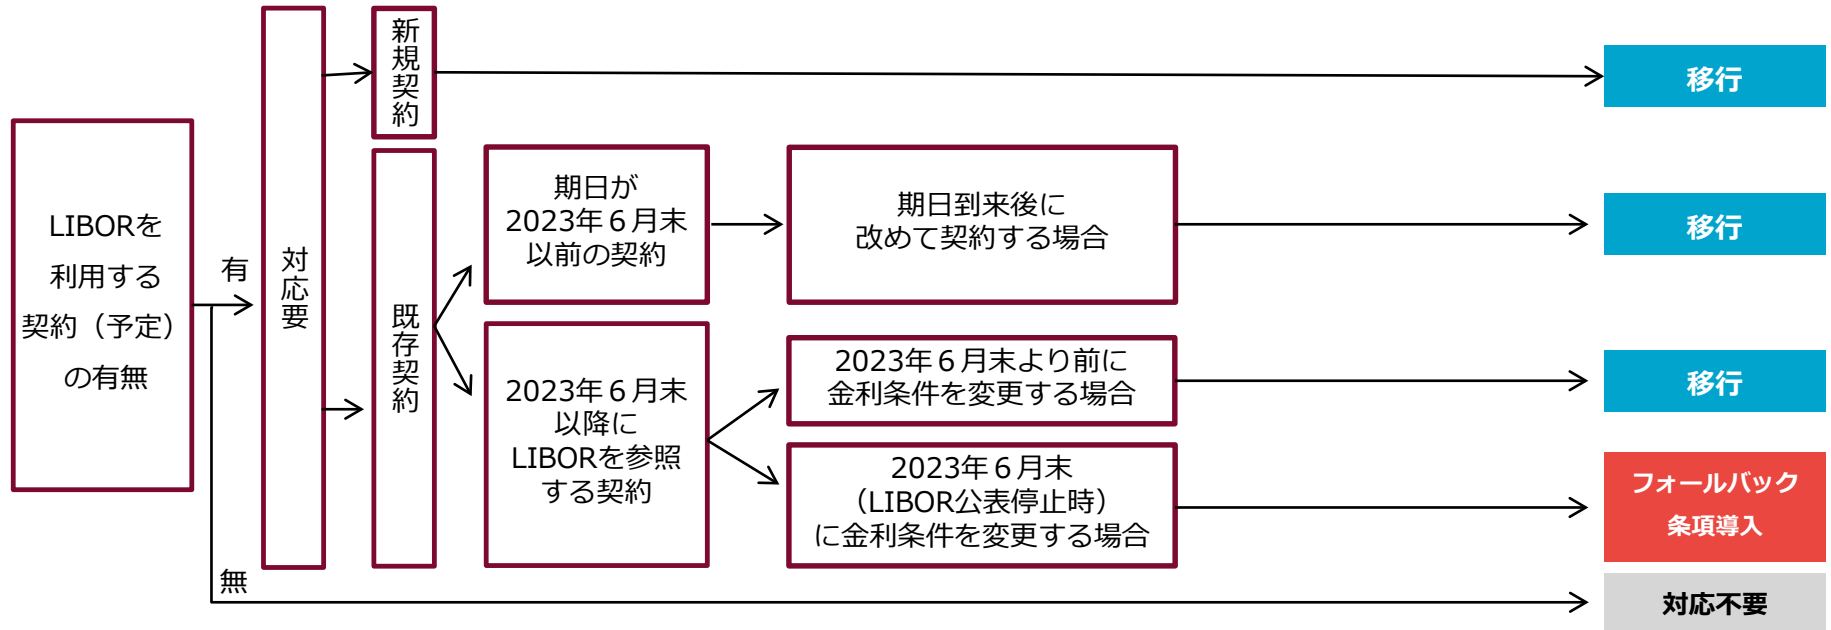 LIBORを
利用する
契約（予定）
の有無
有
無
対応要
新規契約
移行
既存契約
期日が
2023年６月末
以前の契約
期日到来後に
改めて契約する場合
移行
2023年６月末
以降に
LIBORを参照
する契約
2023年６月末より前に
金利条件を変更する場合
移行
2023年６月末
（LIBOR公表停止時）
に金利条件を変更する場合
フォールバック
条項導入
対応不要